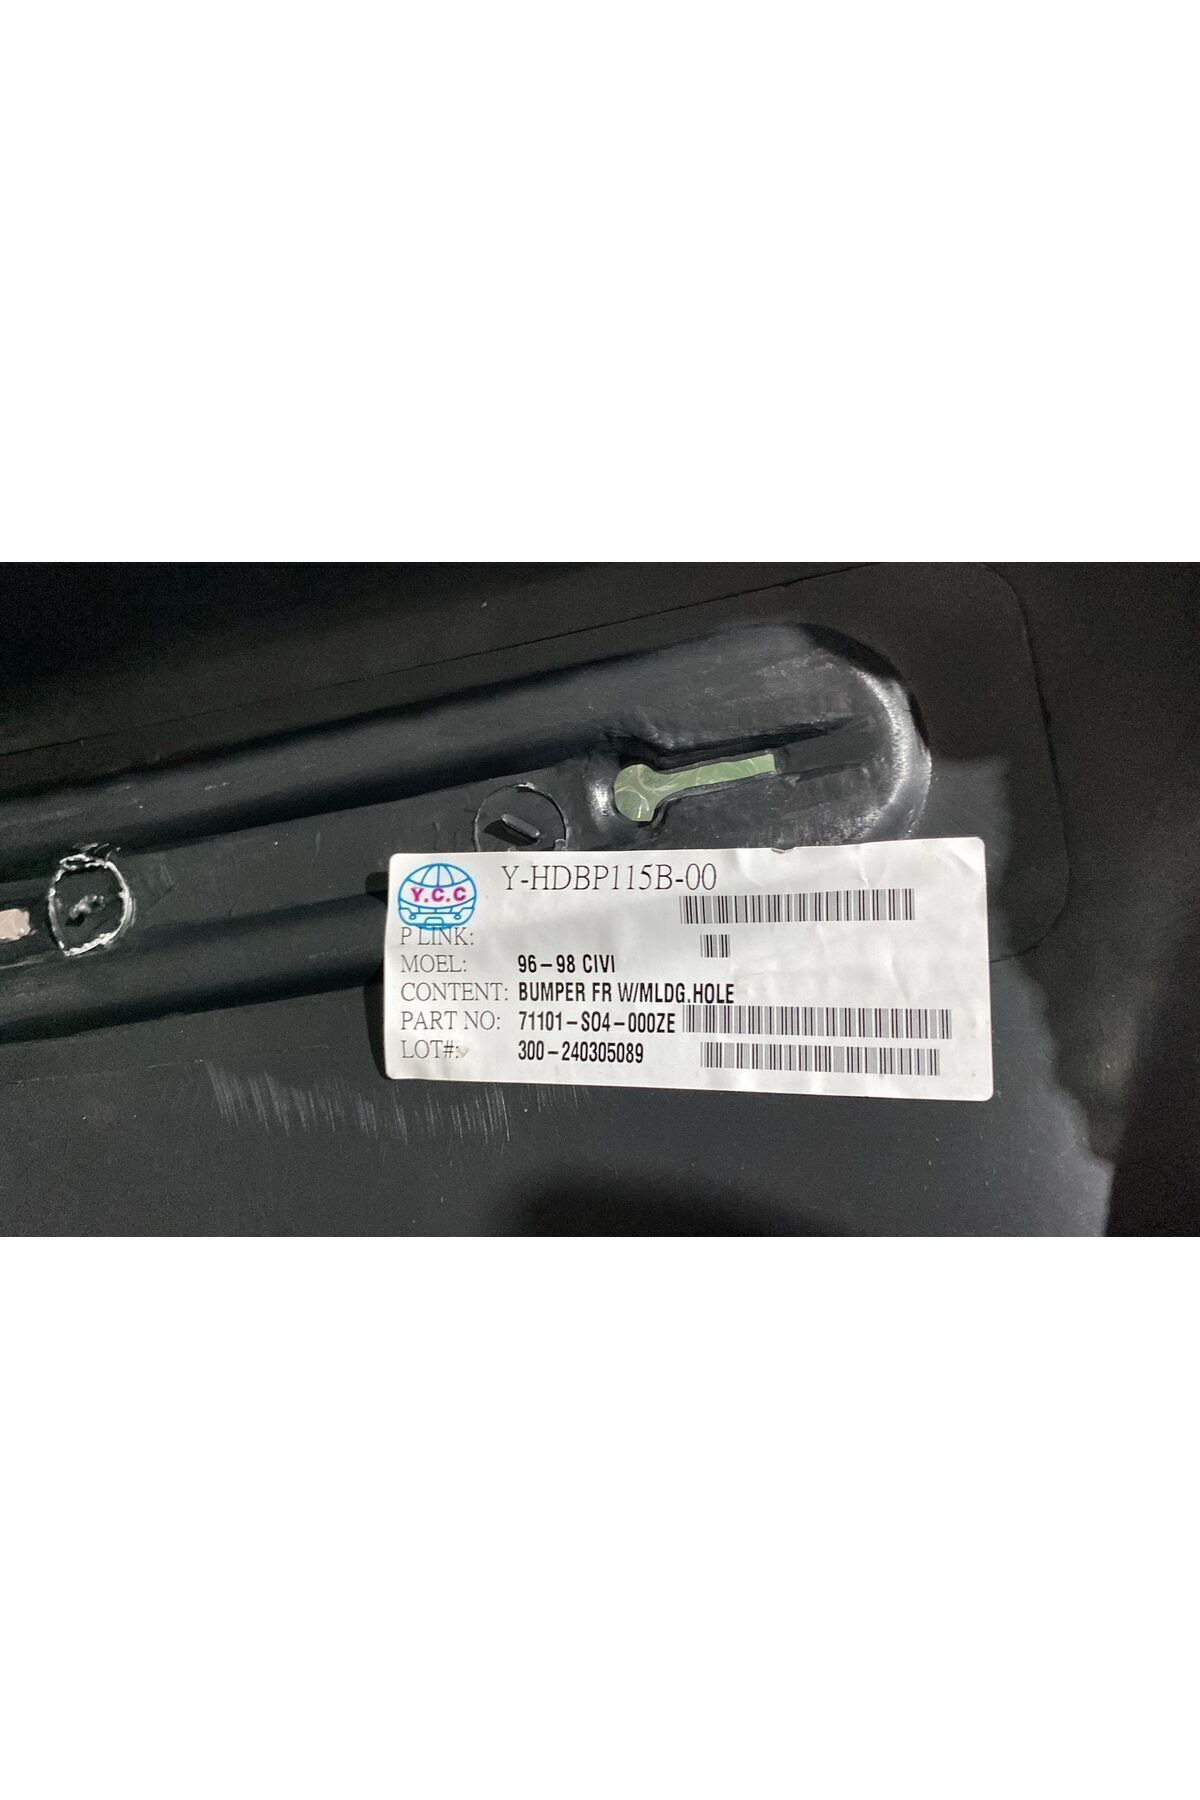 Y.C.C
Y-HDBP115B-00
P LINK:
MOEL: 96-98 CIVI
CONTENT: BUMPER FR W/MLDG.HOLE
PART NO: 71101-S04-000ZE
LOT#: 300-240305089